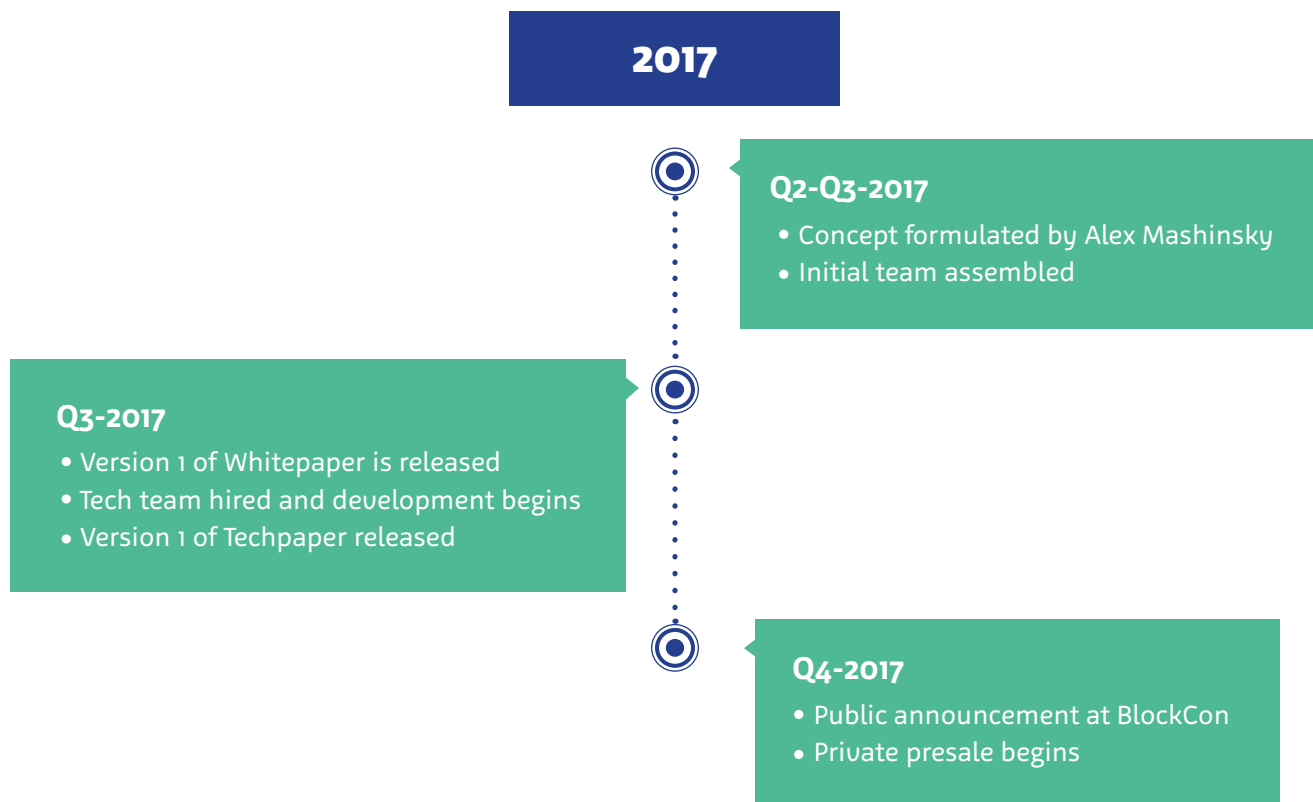 2017
Q2-Q3-2017
• Concept formulated by Alex Mashinsky
• Initial team assembled
Q3-2017
• Version 1 of Whitepaper is released
• Tech team hired and development begins
• Version 1 of Techpaper released
Q4-2017
• Public announcement at BlockCon
• Private presale begins